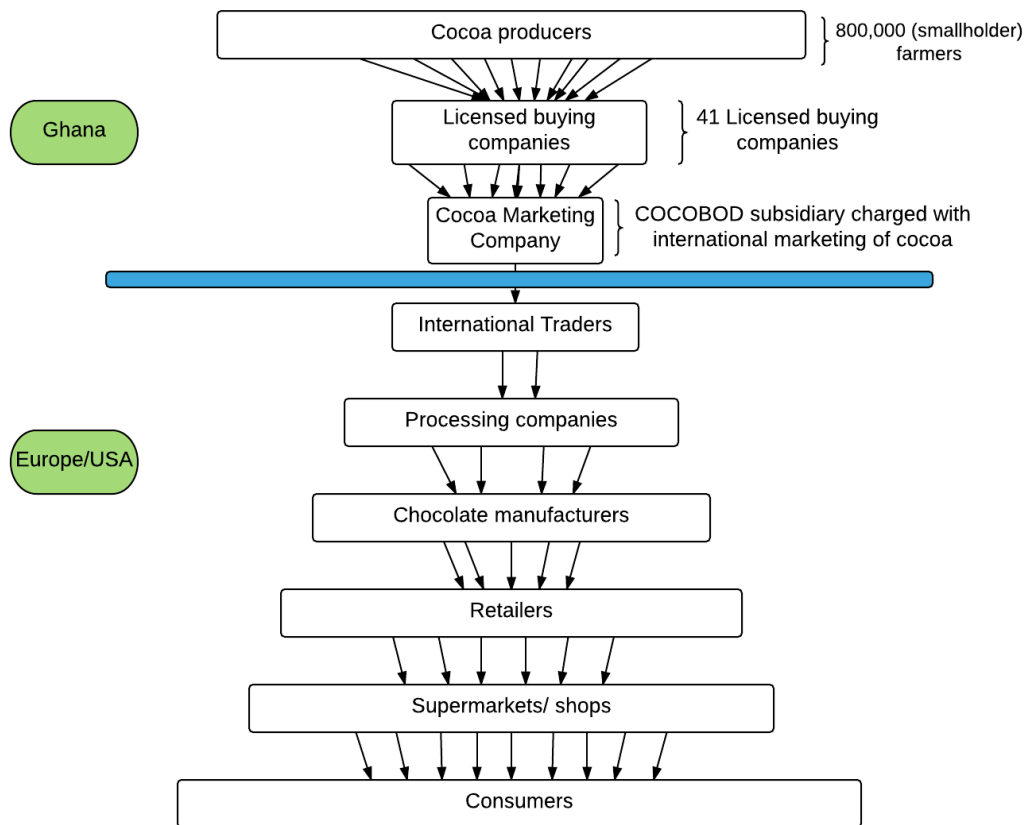 Cocoa producers
800,000 (smallholder)
farmers
Ghana
Licensed buying
companies
41 Licensed buying
companies
Cocoa Marketing
Company
COCOBOD subsidiary charged with
international marketing of cocoa
International Traders
Processing companies
Europe/USA
Chocolate manufacturers
Retailers
Supermarkets/ shops
Consumers